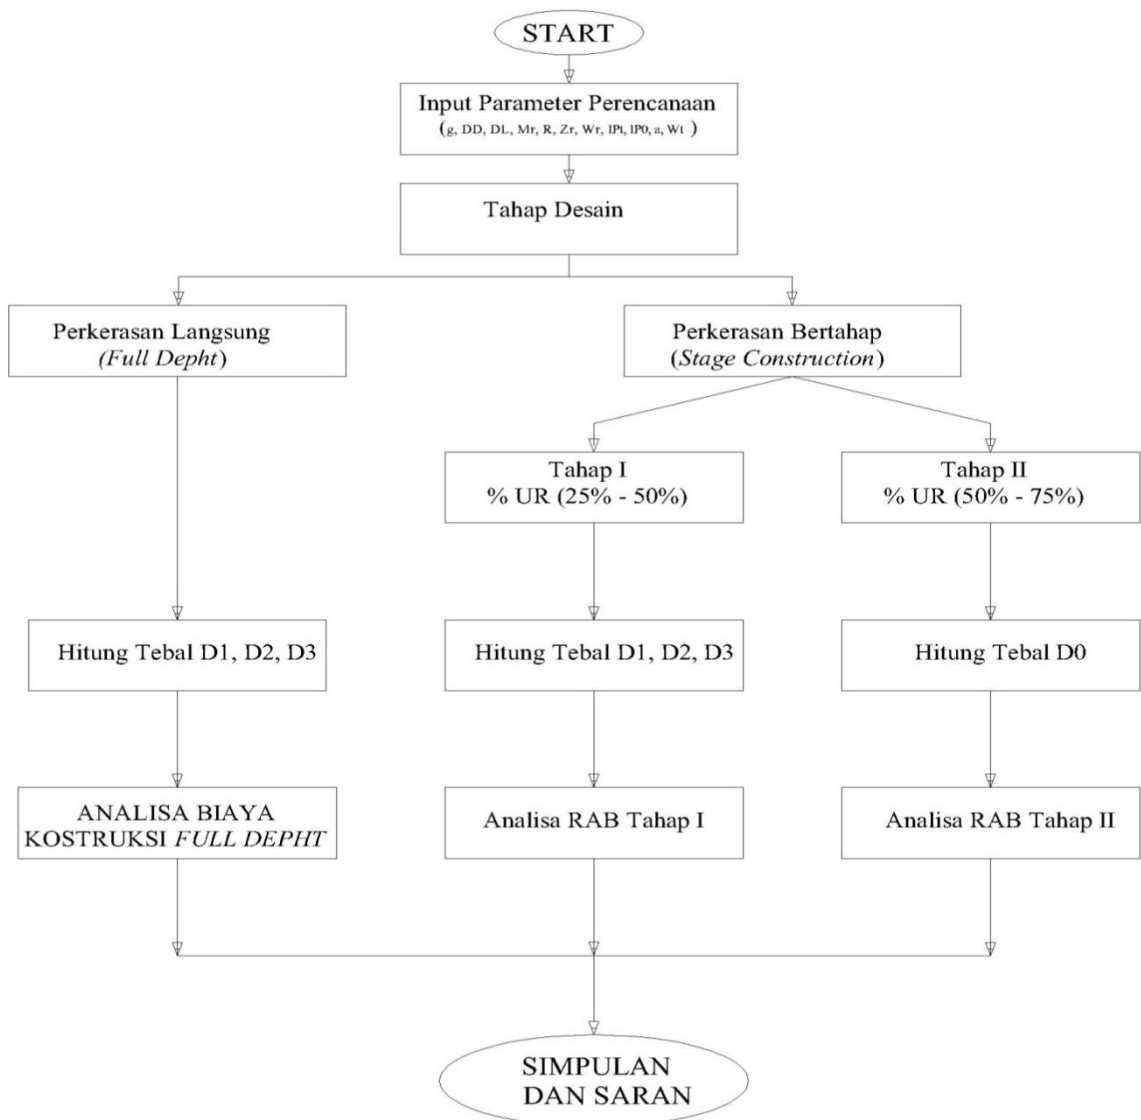 START
Input Parameter Perencanaan
(g, DD, DL, Mr, R, Zr, Wr, IPt, IP0, a, Wt )
Tahap Desain
Perkerasan Langsung
(Full Depht)
Perkerasan Bertahap
(Stage Construction)
Tahap I
% UR (25% - 50%)
Tahap II
% UR (50% - 75%)
Hitung Tebal D1, D2, D3
Hitung Tebal D1, D2, D3
Hitung Tebal D0
ANALISA BIAYA
KOSTRUKSI FULL DEPHT
Analisa RAB Tahap I
Analisa RAB Tahap II
SIMPULAN
DAN SARAN